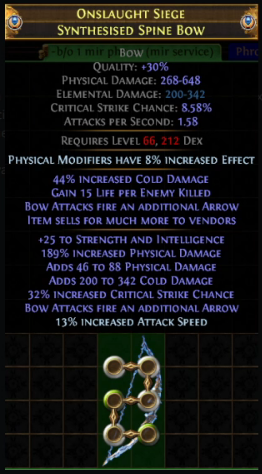 Onslaught Siege
Synthesised Spine Bow
-b/o 1 mir p (mir service)
Bow
Quality: +30%
Physical Damage: 268-648
Elemental Damage: 200-342
Critical Strike Chance: 8.58%
Attacks per Second: 1.58
Requires Level 66, 212 Dex
Physical Modifiers have 8% increased Effect
44% increased Cold Damage
Gain 15 Life per Enemy Killed
Bow Attacks fire an additional Arrow
Item sells for much more to vendors
+25 to Strength and Intelligence
189% increased Physical Damage
Adds 46 to 88 Physical Damage
Adds 200 to 342 Cold Damage
32% increased Critical Strike Chance
Bow Attacks fire an additional Arrow
13% increased Attack Speed